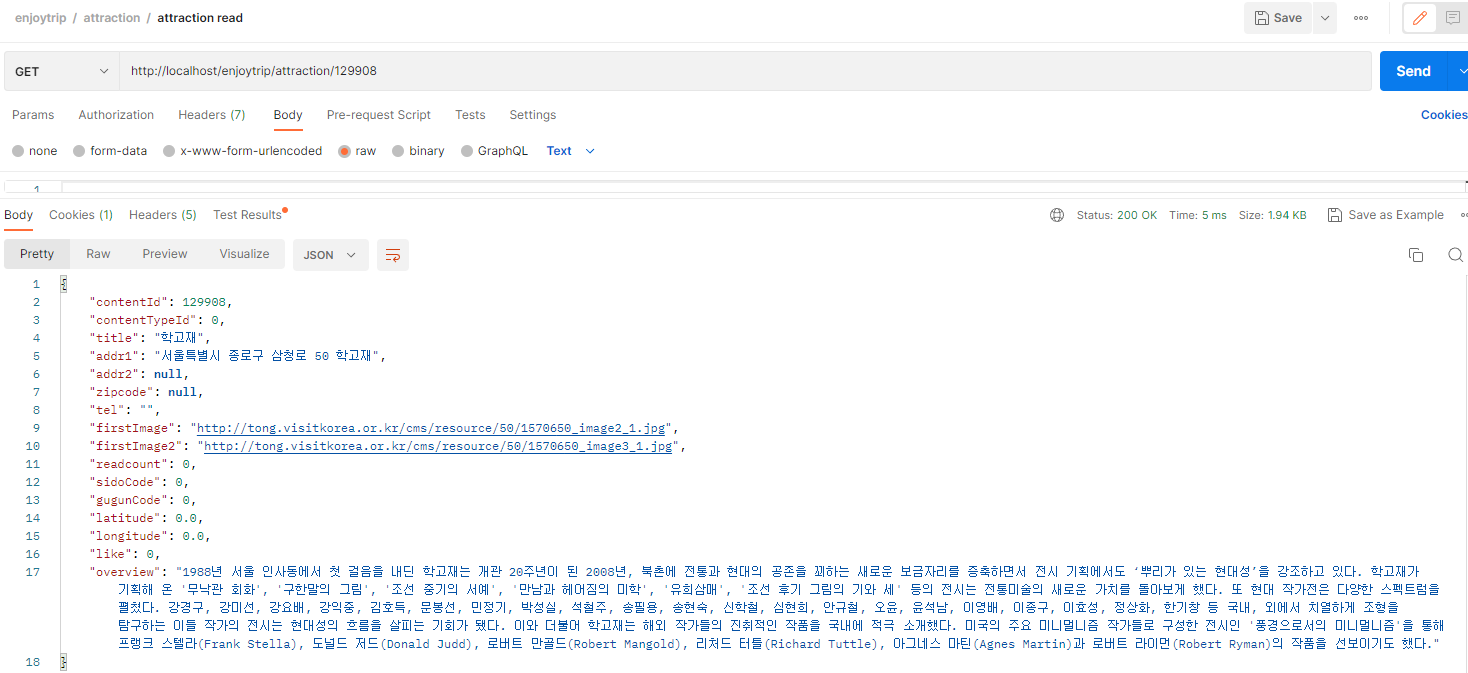 enjoytrip / attraction / attraction read
Save
GET
http://localhost/enjoytrip/attraction/129908
Send
Params Authorization Headers (7) Body Pre-request Script Tests Settings Cookies
none form-data x-www-form-urlencoded raw binary GraphQL Text
1
Body Cookies (1) Headers (5) Test Results Status: 200 OK Time: 5 ms Size: 1.94 KB Save as Example
Pretty Raw Preview Visualize JSON
1 {
2 "contentId": 129908,
3 "contentTypeId": 0,
4 "title": "학고재",
5 "addr1": "서울특별시 종로구 삼청로 50 학고재",
6 "addr2": null,
7 "zipcode": null,
8 "tel": "",
9 "firstImage": "http://tong.visitkorea.or.kr/cms/resource/50/1570650_image2_1.jpg",
10 "firstImage2": "http://tong.visitkorea.or.kr/cms/resource/50/1570650_image3_1.jpg",
11 "readcount": 0,
12 "sidoCode": 0,
13 "gugunCode": 0,
14 "latitude": 0.0,
15 "longitude": 0.0,
16 "like": 0,
17 "overview": "1988년 서울 인사동에서 첫 걸음을 내딘 학고재는 개관 20주년이 된 2008년, 북촌에 전통과 현대의 공존을 꾀하는 새로운 보금자리를 증축하면서 전시 기획에서도 ‘뿌리가 있는 현대성’을 강조하고 있다. 학고재가
기획해 온 '무낙관 회화', '구한말의 그림', '조선 중기의 서예', '만남과 헤어짐의 미학', '유희삼매', '조선 후기 그림의 기와 세' 등의 전시는 전통미술의 새로운 가치를 돌아보게 했다. 또 현대 작가전은 다양한 스펙트럼을
펼쳤다. 강경구, 강미선, 강요배, 강익중, 김호득, 문봉선, 민정기, 박성실, 석철주, 송필용, 송현숙, 신학철, 심현희, 안규철, 오윤, 윤석남, 이영배, 이종구, 이효성, 정상화, 한기창 등 국내, 외에서 치열하게 조형을
탐구하는 이들 작가의 전시는 현대성의 흐름을 살피는 기회가 됐다. 이와 더불어 학고재는 해외 작가들의 진취적인 작품을 국내에 적극 소개했다. 미국의 주요 미니멀니즘 작가들로 구성한 전시인 '풍경으로서의 미니멀니즘'을 통해
프랭크 스텔라(Frank Stella), 도널드 저드(Donald Judd), 로버트 만골드(Robert Mangold), 리처드 터틀(Richard Tuttle), 아그네스 마틴(Agnes Martin)과 로버트 라이먼(Robert Ryman)의 작품을 선보이기도 했다."
18 }